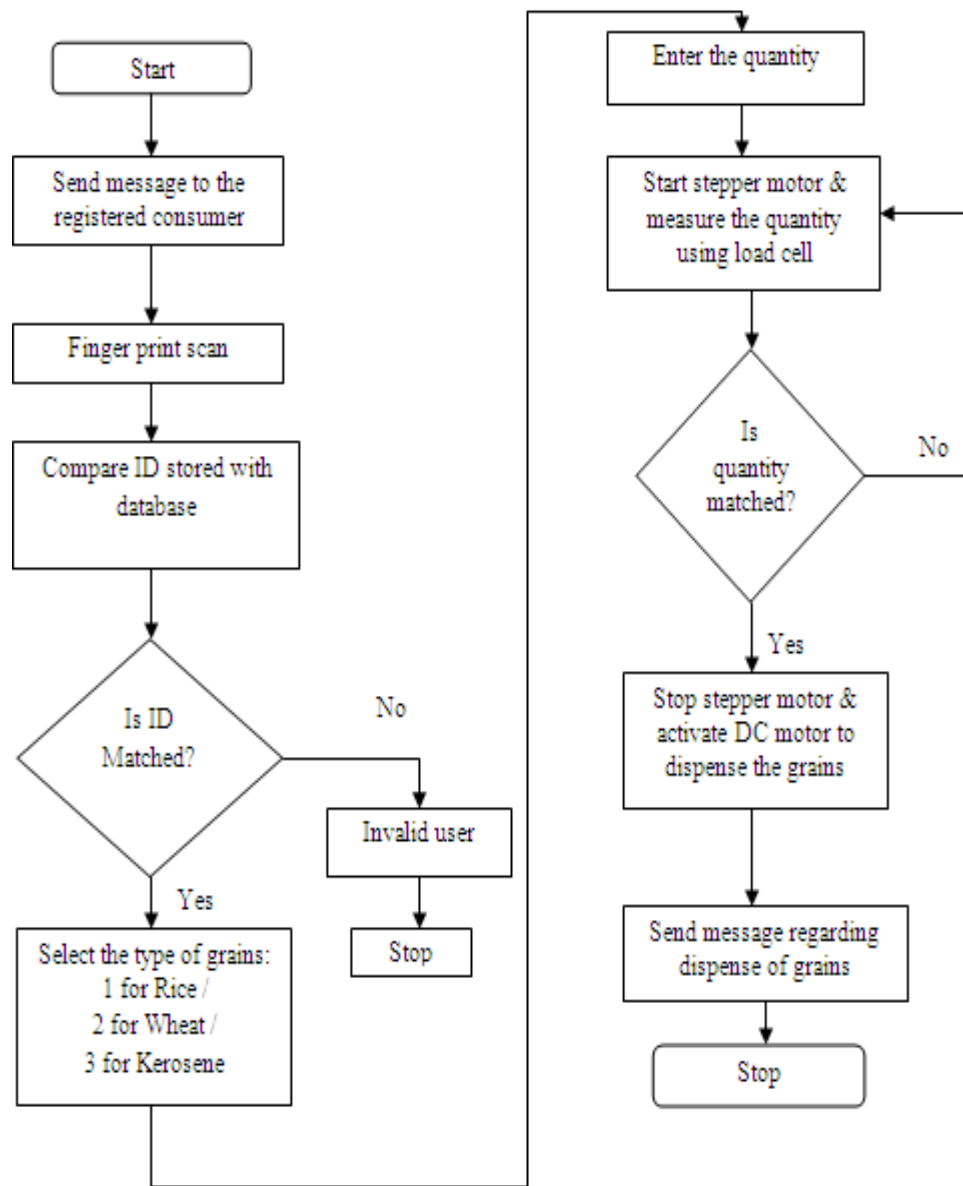 Start
Send message to the
registered consumer
Finger print scan
Compare ID stored with
database
Is ID
Matched?
No
Invalid user
Stop
Yes
Select the type of grains:
1 for Rice /
2 for Wheat /
3 for Kerosene
Enter the quantity
Start stepper motor &
measure the quantity
using load cell
Is
quantity
matched?
No
Yes
Stop stepper motor &
activate DC motor to
dispense the grains
Send message regarding
dispense of grains
Stop